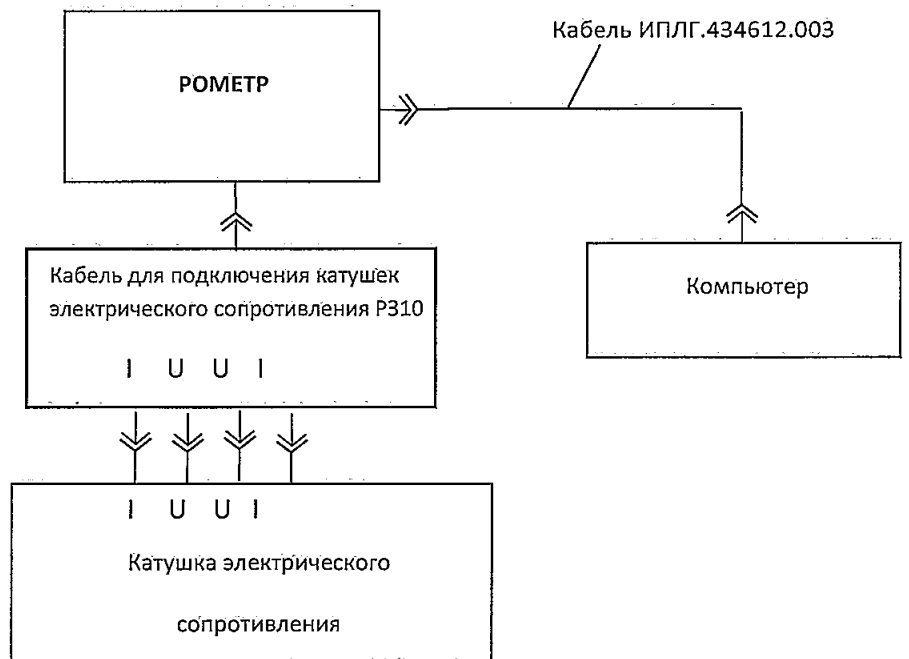 Кабель ИПЛГ.434612.003
РОМЕТР
Кабель для подключения катушек
электрического сопротивления Р310
I U U I
Компьютер
I U U I
Катушка электрического
сопротивления